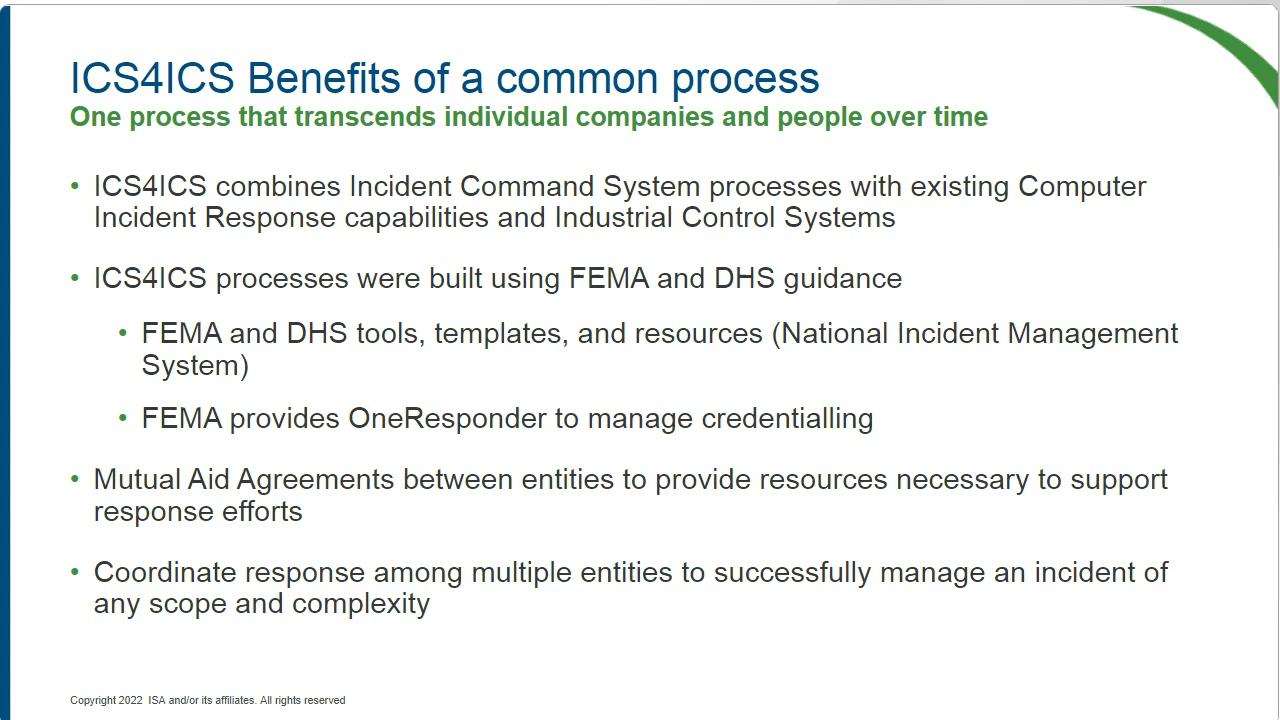 ICS4ICS Benefits of a common process
One process that transcends individual companies and people over time
• ICS4ICS combines Incident Command System processes with existing Computer
Incident Response capabilities and Industrial Control Systems
• ICS4ICS processes were built using FEMA and DHS guidance
• FEMA and DHS tools, templates, and resources (National Incident Management
System)
• FEMA provides OneResponder to manage credentialling
• Mutual Aid Agreements between entities to provide resources necessary to support
response efforts
• Coordinate response among multiple entities to successfully manage an incident of
any scope and complexity
Copyright 2022 ISA and/or its affiliates. All rights reserved